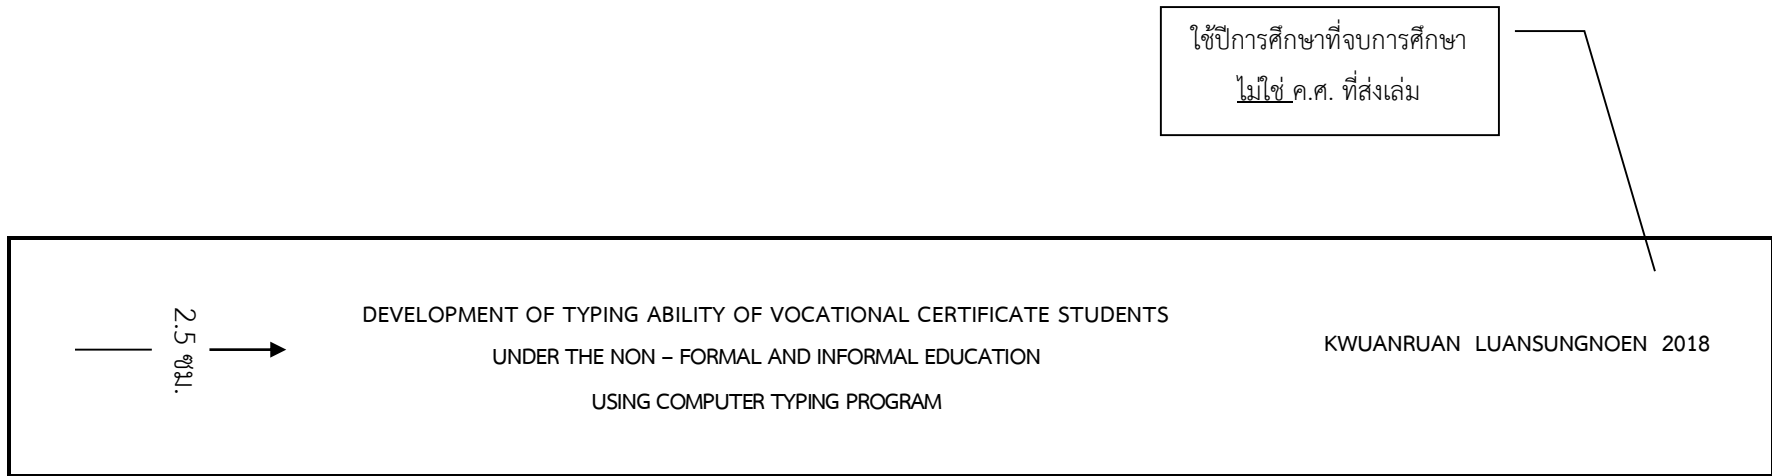 ใช้ปีการศึกษาที่จบการศึกษา
ไม่ใช่ ค.ศ. ที่ส่งเล่ม
2.5 ซม.
DEVELOPMENT OF TYPING ABILITY OF VOCATIONAL CERTIFICATE STUDENTS
UNDER THE NON – FORMAL AND INFORMAL EDUCATION
USING COMPUTER TYPING PROGRAM
KWUANRUAN LUANSUNGNOEN 2018